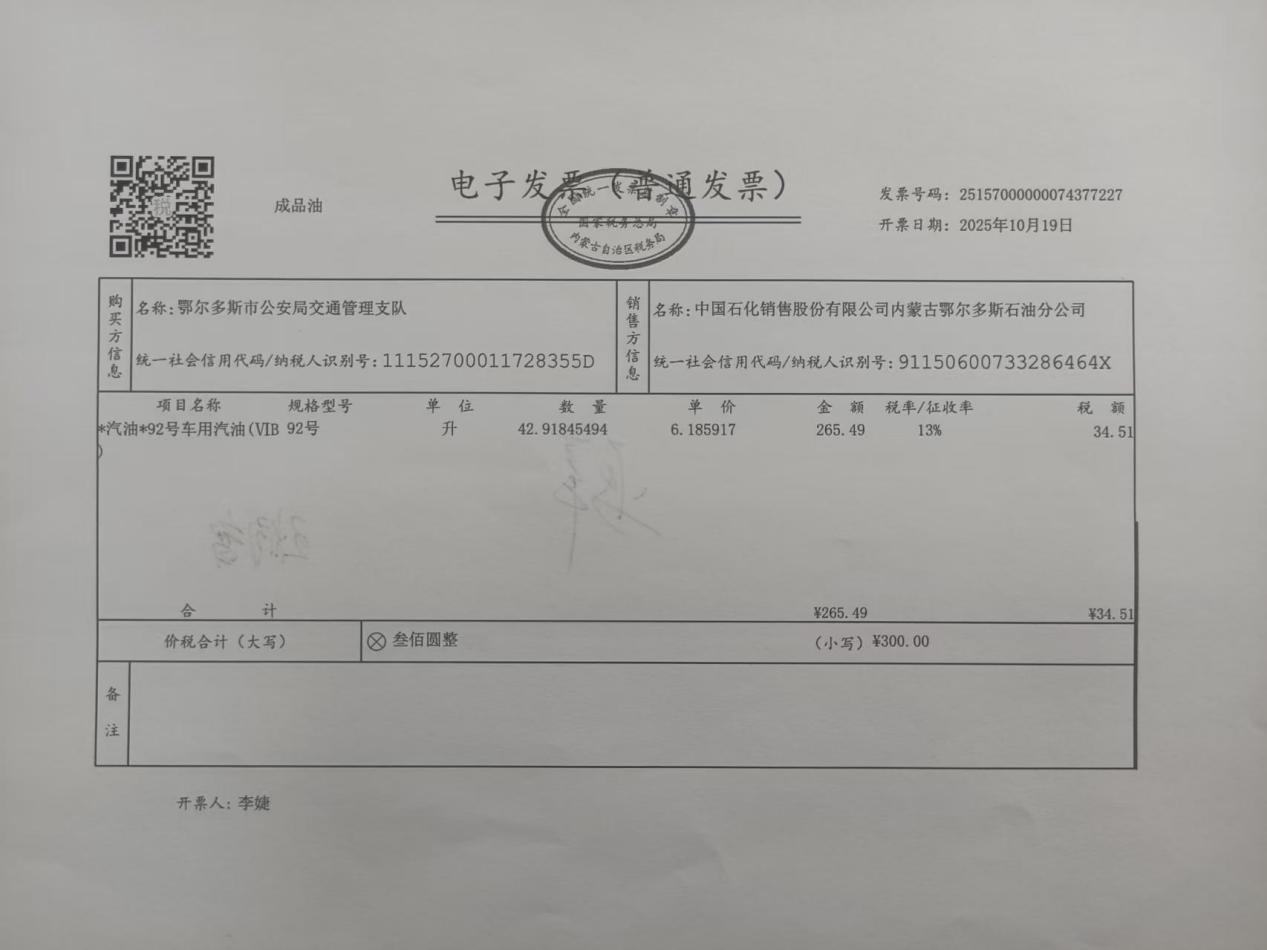 税
成品油
电子发票（普通发票）
全国统一发票监制章
国家税务总局
内蒙古自治区税务局
发票号码：25157000000074377227
开票日期：2025年10月19日
购买方信息
名称：鄂尔多斯市公安局交通管理支队
统一社会信用代码/纳税人识别号：11152700011728355D
销售方信息
名称：中国石化销售股份有限公司内蒙古鄂尔多斯石油分公司
统一社会信用代码/纳税人识别号：91150600733286464X
项目名称 规格型号 单 位 数 量 单 价 金 额 税率/征收率 税 额
*汽油*92号车用汽油(VIB 92号 升 42.91845494 6.185917 265.49 13% 34.51
)
合 计 ¥265.49 ¥34.51
价税合计（大写） ⊗ 叁佰圆整 （小写）¥300.00
备注
开票人：李婕